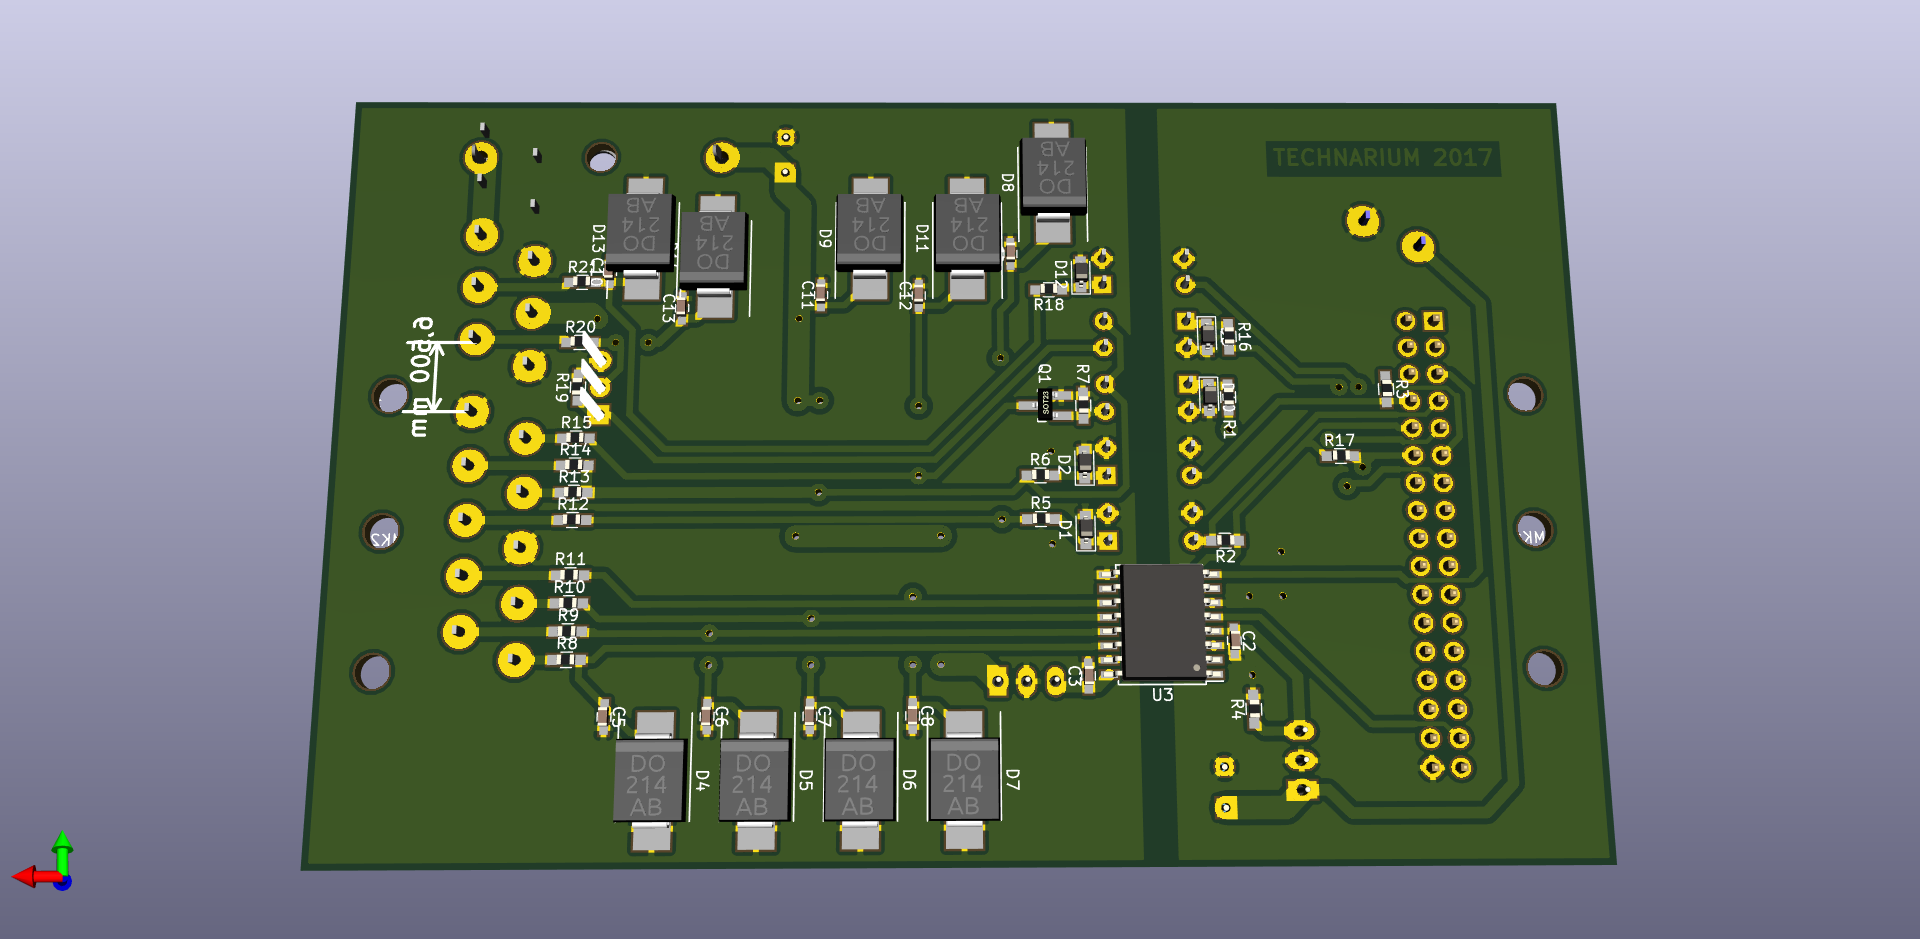 TECHNARIUM 2017
DO
214
AB
D8
DO
214
AB
D13
DO
214
AB
DO
214
AB
D9
DO
214
AB
D11
R21
C13
C11
C12
D12
R18
R20
R16
6,600 mm
R19
Q1
SOT23
R7
R3
R1
R15
R14
R13
R12
R6
D2
R17
R5
D1
R2
MK2
MK
R11
R10
R9
R8
C2
C3
U3
R4
C5
C6
C7
C8
DO
214
AB
D4
DO
214
AB
D5
DO
214
AB
D6
DO
214
AB
D7